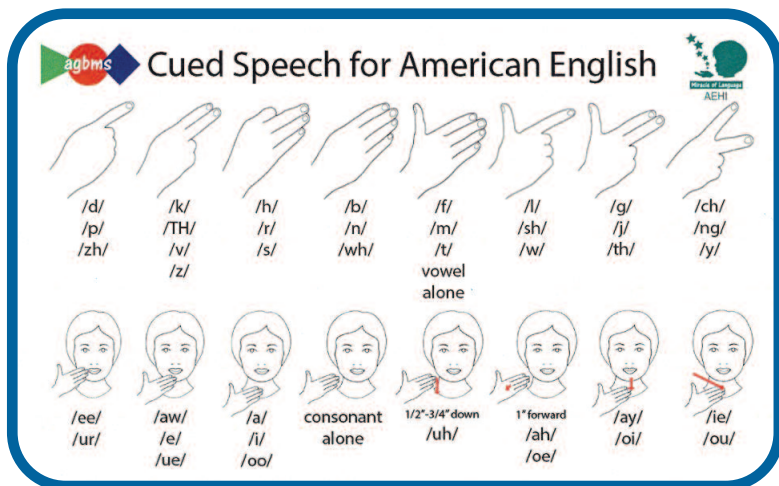 agbms
Cued Speech for American English
Miracle of Language
AEHI
/d/ /k/ /h/ /b/ /f/ /l/ /g/ /ch/
/p/ /TH/ /r/ /n/ /m/ /sh/ /j/ /ng/
/zh/ /v/ /s/ /wh/ /t/ /w/ /th/ /y/
/z/ vowel
alone
/ee/ /aw/ /a/ consonant 1/2"-3/4" down 1" forward /ay/ /ie/
/ur/ /e/ /i/ alone /uh/ /ah/ /oi/ /ou/
/ue/ /oo/ /oe/